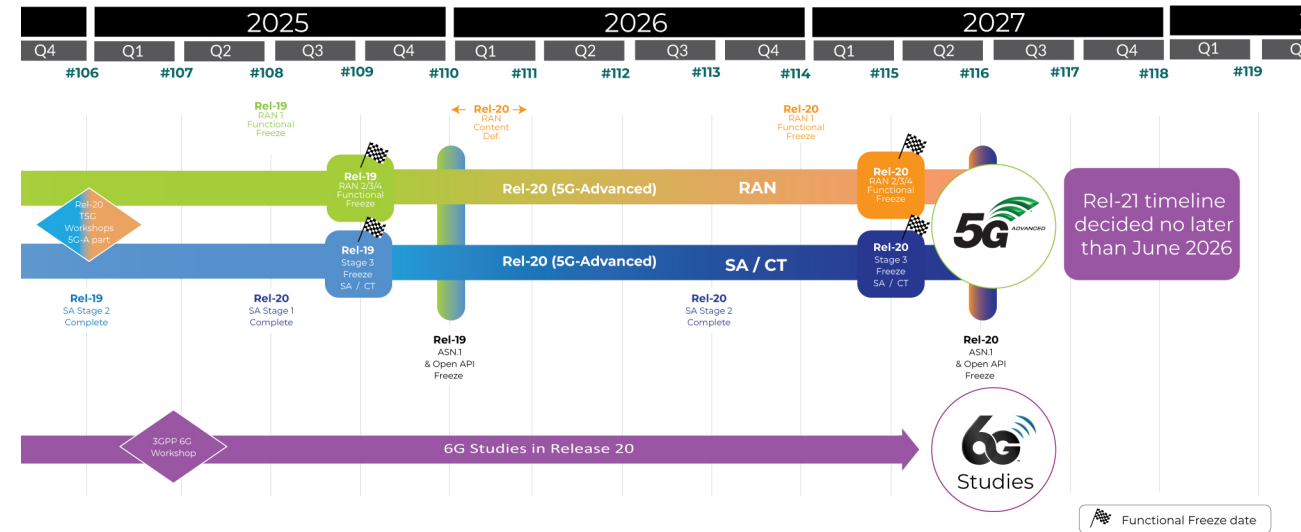 2025
2026
2027
Q4
Q1
Q2
Q3
Q4
Q1
Q2
Q3
Q4
Q1
Q2
Q3
Q4
Q1
#106
#107
#108
#109
#110
#111
#112
#113
#114
#115
#116
#117
#118
#119
Rel-19
RAN 1
Functional
Freeze
Rel-20
RAN
Content
Def.
Rel-20
RAN 1
Functional
Freeze
Rel-19
RAN 2/3/4
Functional
Freeze
Rel-20 (5G-Advanced)
RAN
Rel-20
RAN 2/3/4
Functional
Freeze
Rel-20
TSG
Workshops
5G-A part
5G
ADVANCED
Rel-21 timeline
decided no later
than June 2026
Rel-19
Stage 3
Freeze
SA / CT
Rel-20 (5G-Advanced)
SA / CT
Rel-20
Stage 3
Freeze
SA / CT
Rel-19
SA Stage 2
Complete
Rel-20
SA Stage 1
Complete
Rel-20
SA Stage 2
Complete
Rel-19
ASN.1
& Open API
Freeze
Rel-20
ASN.1
& Open API
Freeze
3GPP 6G
Workshop
6G Studies in Release 20
6G
Studies
Functional Freeze date